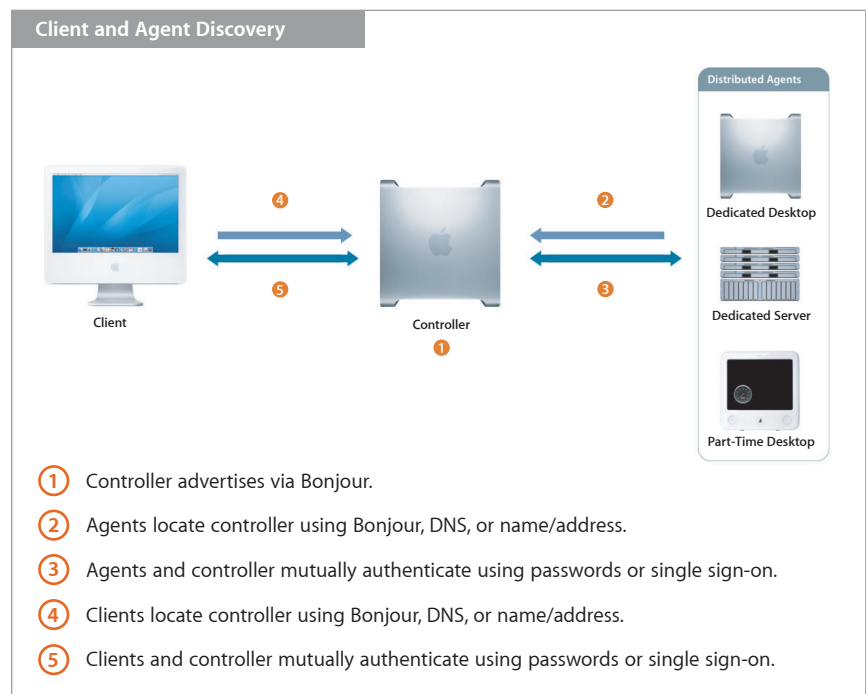 Client and Agent Discovery
Distributed Agents
4
2
Dedicated Desktop
5
3
Client
Controller
1
Dedicated Server
Part-Time Desktop
1 Controller advertises via Bonjour.
2 Agents locate controller using Bonjour, DNS, or name/address.
3 Agents and controller mutually authenticate using passwords or single sign-on.
4 Clients locate controller using Bonjour, DNS, or name/address.
5 Clients and controller mutually authenticate using passwords or single sign-on.